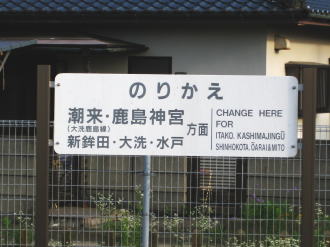 のりかえ
潮来・鹿島神宮
(大洗鹿島線)
新鉾田・大洗・水戸
方面
CHANGE HERE
FOR
ITAKO. KASHIMAJINGŪ
SHINHOKOTA. ŌARAI&MITO